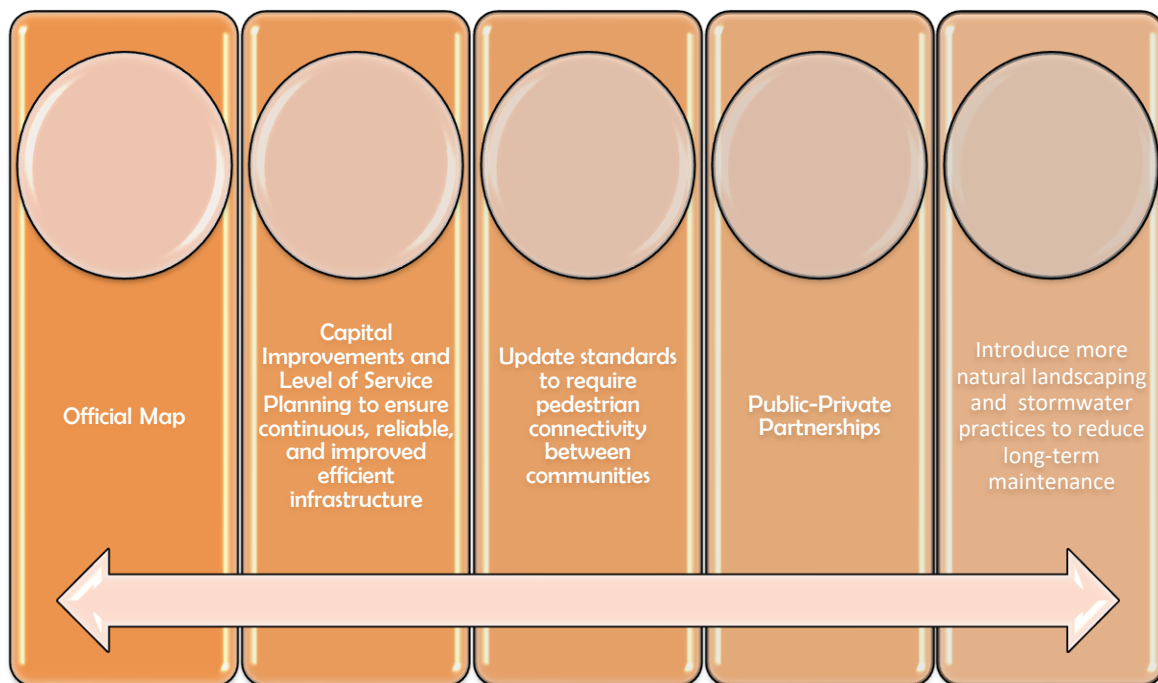 Official Map
Capital
Improvements and
Level of Service
Planning to ensure
continuous, reliable,
and improved
efficient
infrastructure
Update standards
to require
pedestrian
connectivity
between
communities
Public-Private
Partnerships
Introduce more
natural landscaping
and  stormwater
practices to reduce
long-term
maintenance